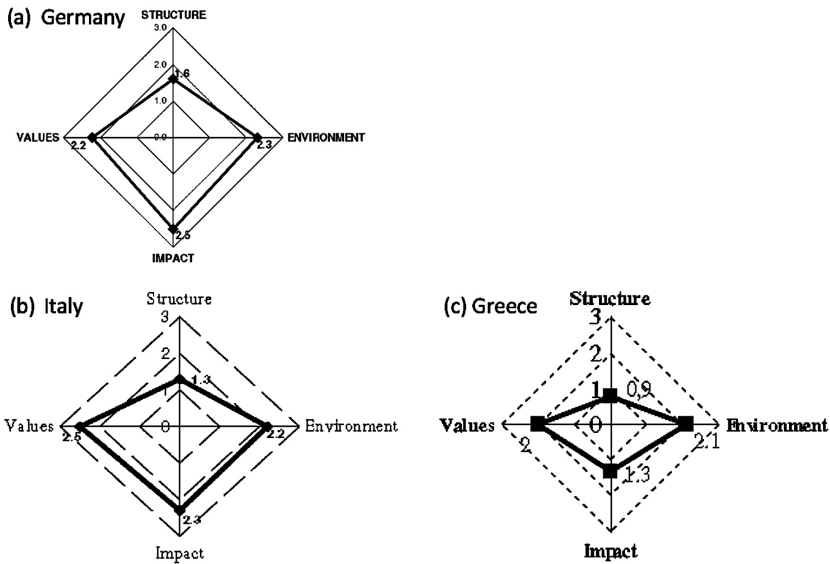 (a) Germany
STRUCTURE
3.0
2.0
1.6
1.0
VALUES 0.0 ENVIRONMENT
2.2 2.3
2.5
IMPACT
(b) Italy
Structure
3
2
1.3
1
Values 0 Environment
2.5 2.2
2.3
Impact
(c) Greece
Structure
3
2
1 0,9
Values 0 Environment
2 2.1
1.3
Impact